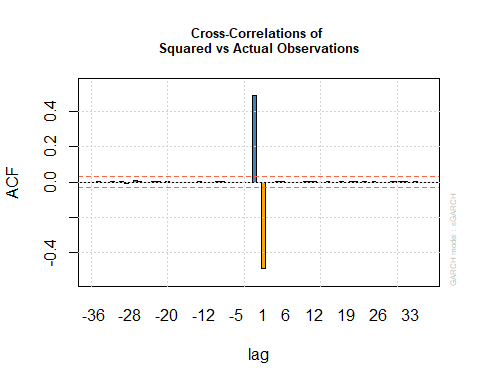 Cross-Correlations of
Squared vs Actual Observations
ACF
0.4
0.2
0.0
-0.4
-36 -28 -20 -12 -5 1 6 12 19 26 33
lag
GARCH model : sGARCH